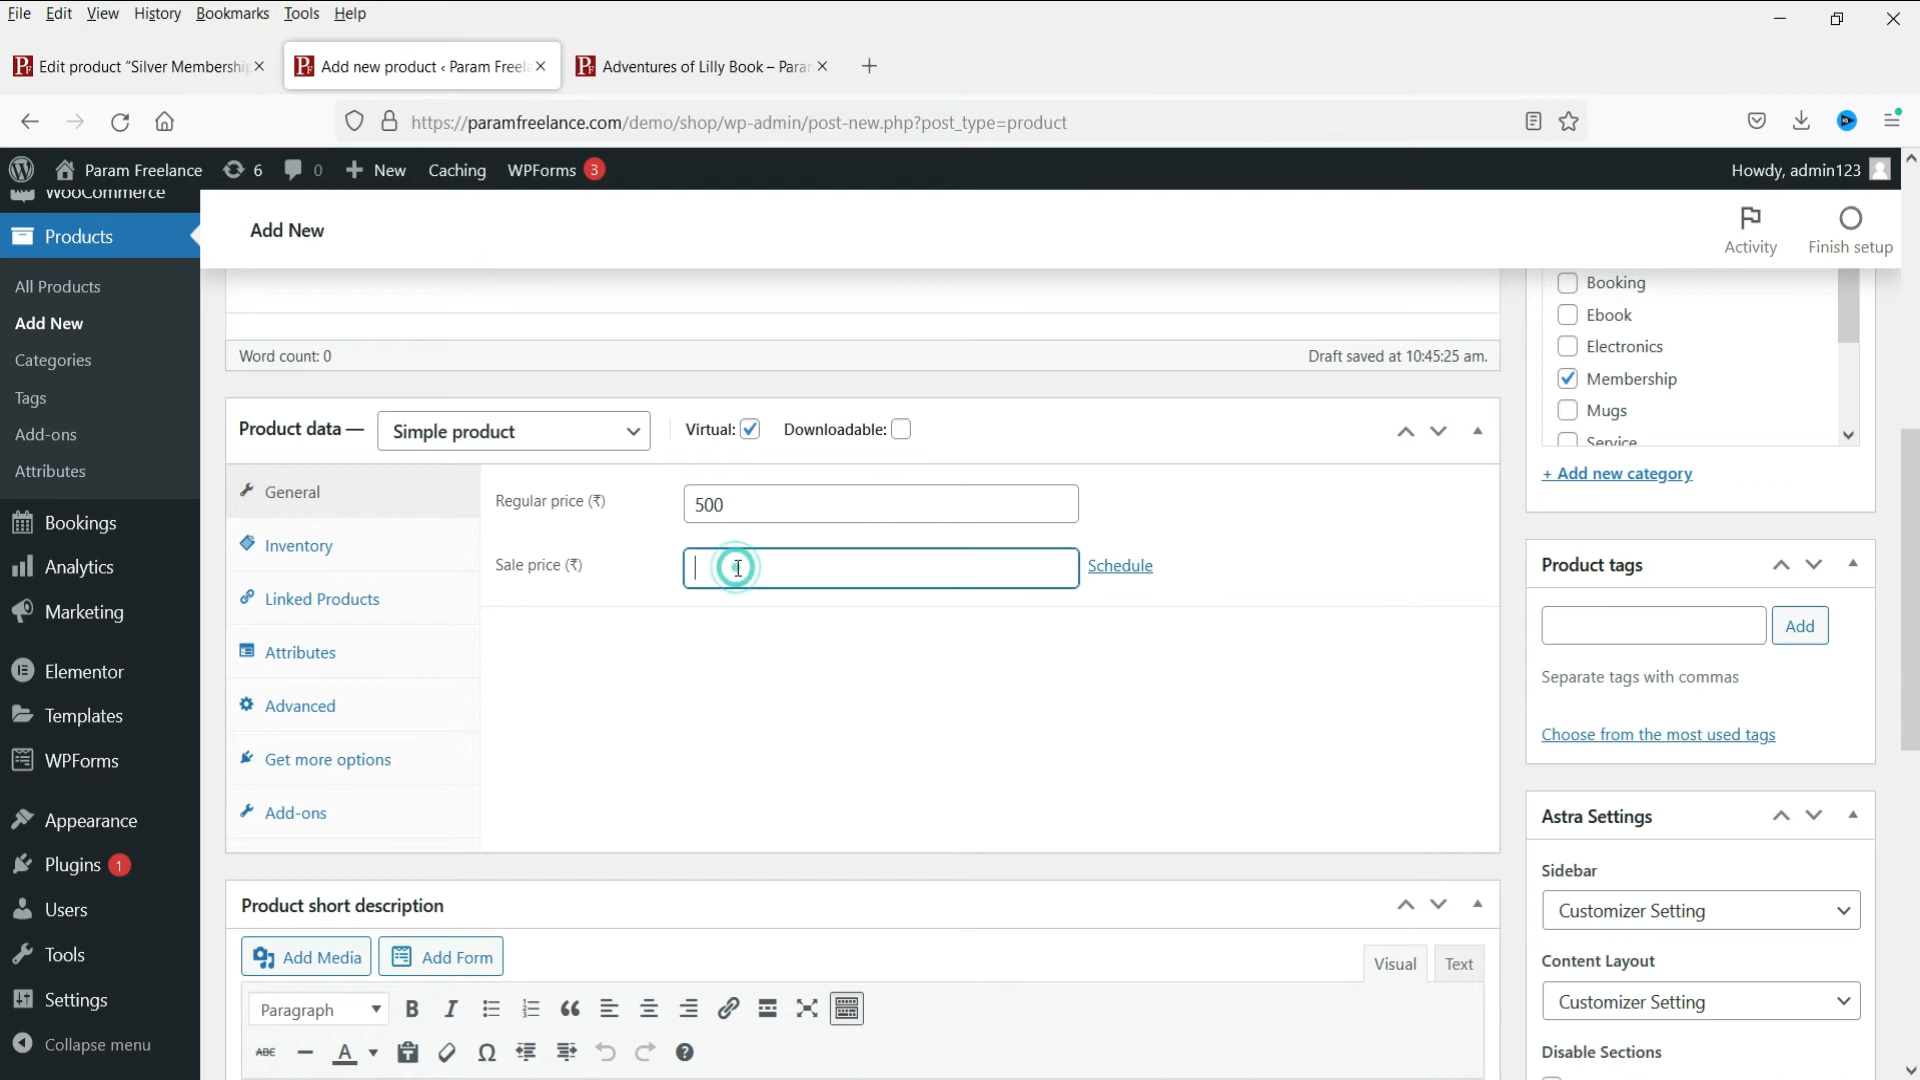 File Edit View History Bookmarks Tools Help
Edit product "Silver Membershi
Add new product ‹ Param Freela
Adventures of Lilly Book – Para
https://paramfreelance.com/demo/shop/wp-admin/post-new.php?post_type=product
Param Freelance 6 0 New Caching WPForms 3
Howdy, admin123
WooCommerce
Products
All Products
Add New
Categories
Tags
Add-ons
Attributes
Bookings
Analytics
Marketing
Elementor
Templates
WPForms
Appearance
Plugins 1
Users
Tools
Settings
Collapse menu
Add New
Activity
Finish setup
Word count: 0
Draft saved at 10:45:25 am.
Product data — Simple product Virtual: Downloadable:
General
Inventory
Linked Products
Attributes
Advanced
Get more options
Add-ons
Regular price (₹) 500
Sale price (₹) Schedule
Product short description
Add Media Add Form
Visual Text
Paragraph
ABC
Booking
Ebook
Electronics
Membership
Mugs
Service
+ Add new category
Product tags
Add
Separate tags with commas
Choose from the most used tags
Astra Settings
Sidebar
Customizer Setting
Content Layout
Customizer Setting
Disable Sections